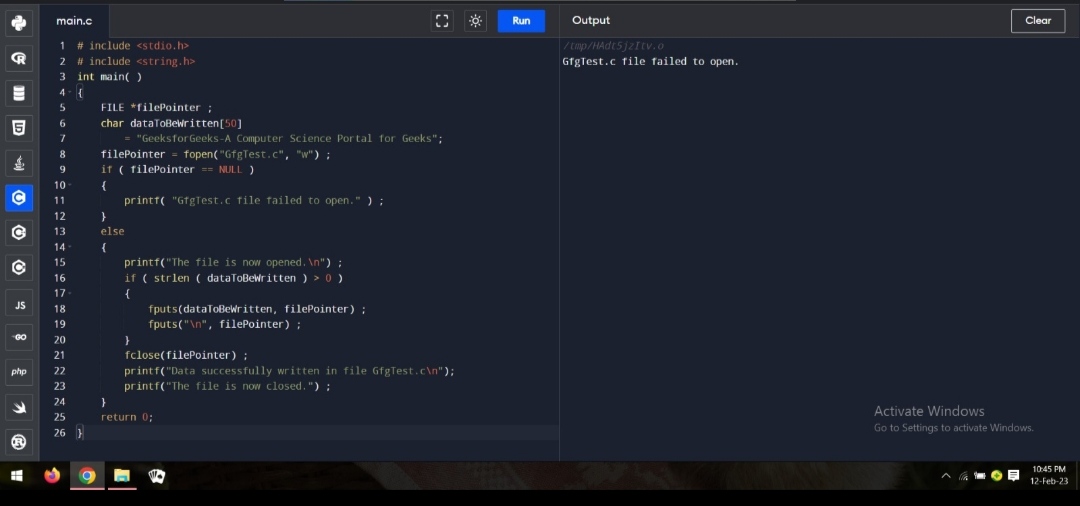 main.c
Run
Output
Clear
1 # include <stdio.h>
2 # include <string.h>
3 int main( )
4 {
5 FILE *filePointer ;
6 char dataToBeWritten[50]
7 = "GeeksforGeeks-A Computer Science Portal for Geeks";
8 filePointer = fopen("GfgTest.c", "w") ;
9 if ( filePointer == NULL )
10 {
11 printf( "GfgTest.c file failed to open." ) ;
12 }
13 else
14 {
15 printf("The file is now opened.\n") ;
16 if ( strlen ( dataToBeWritten ) > 0 )
17 {
18 fputs(dataToBeWritten, filePointer) ;
19 fputs("\n", filePointer) ;
20 }
21 fclose(filePointer) ;
22 printf("Data successfully written in file GfgTest.c\n");
23 printf("The file is now closed.") ;
24 }
25 return 0;
26 }
/tmp/HAdt5jzItv.o
GfgTest.c file failed to open.
JS
-GO
php
Activate Windows
Go to Settings to activate Windows.
10:45 PM
12-Feb-23